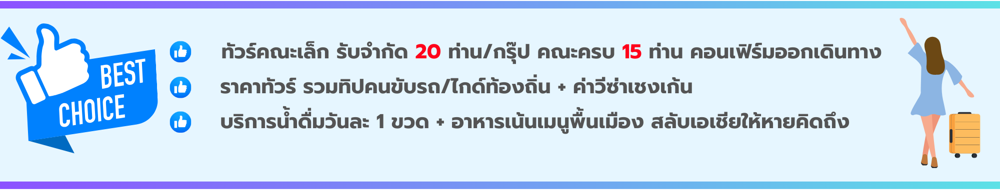 BEST
CHOICE
ทัวร์คณะเล็ก รับจำกัด 20 ท่าน/กรุ๊ป คณะครบ 15 ท่าน คอนเฟิร์มออกเดินทาง
ราคาทัวร์ รวมทิปคนขับรถ/ไกด์ท้องถิ่น + ค่าวีซ่าเชงเก้น
บริการน้ำดื่มวันละ 1 ขวด + อาหารเน้นเมนูพื้นเมือง สลับเอเชียให้หายคิดถึง